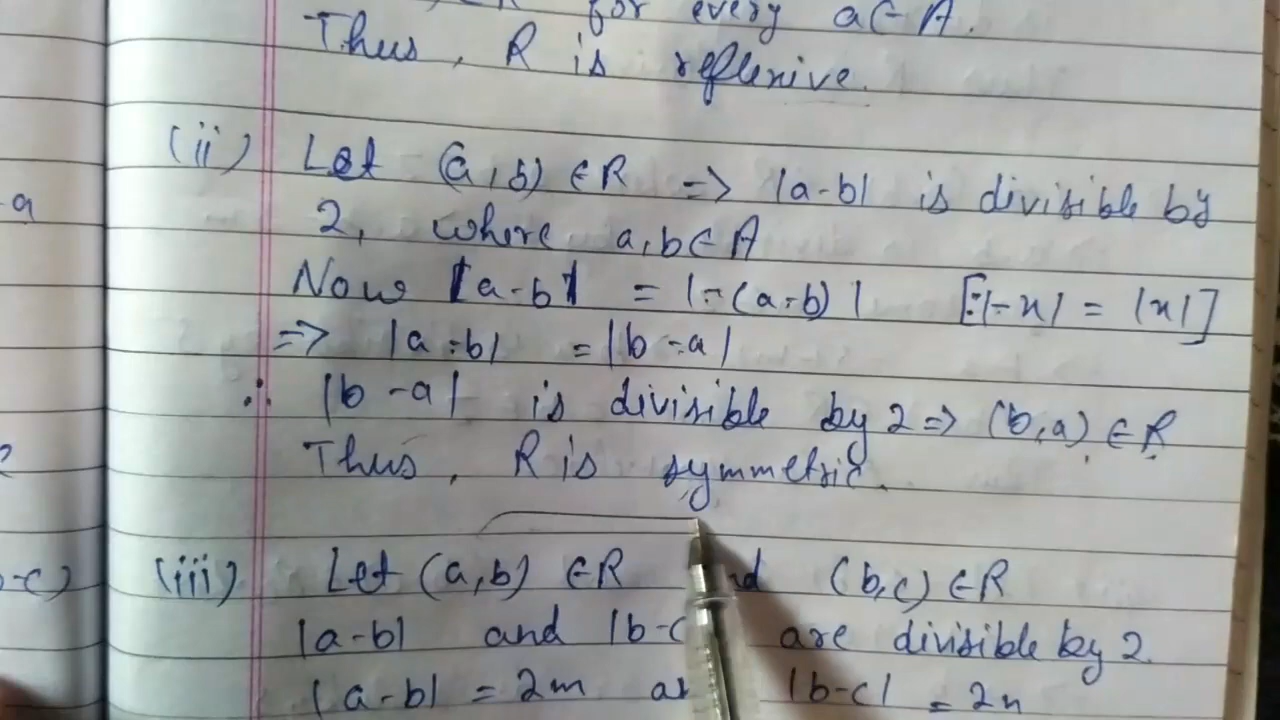 for every a∈A.
Thus, R is reflexive.
(ii) Let (a,b) ∈R => |a-b| is divisible by
a
2, where a,b∈A
Now |a-b| = |-(a-b)| [∵|-x| = |x|]
=> |a-b| = |b-a|
∴ |b-a| is divisible by 2 => (b,a) ∈R
Thus, R is symmetric.
(iii) Let (a,b) ∈R (b,c) ∈R
-c)
|a-b| and |b-c are divisible by 2.
|a-b| = 2m |b-c| = 2n